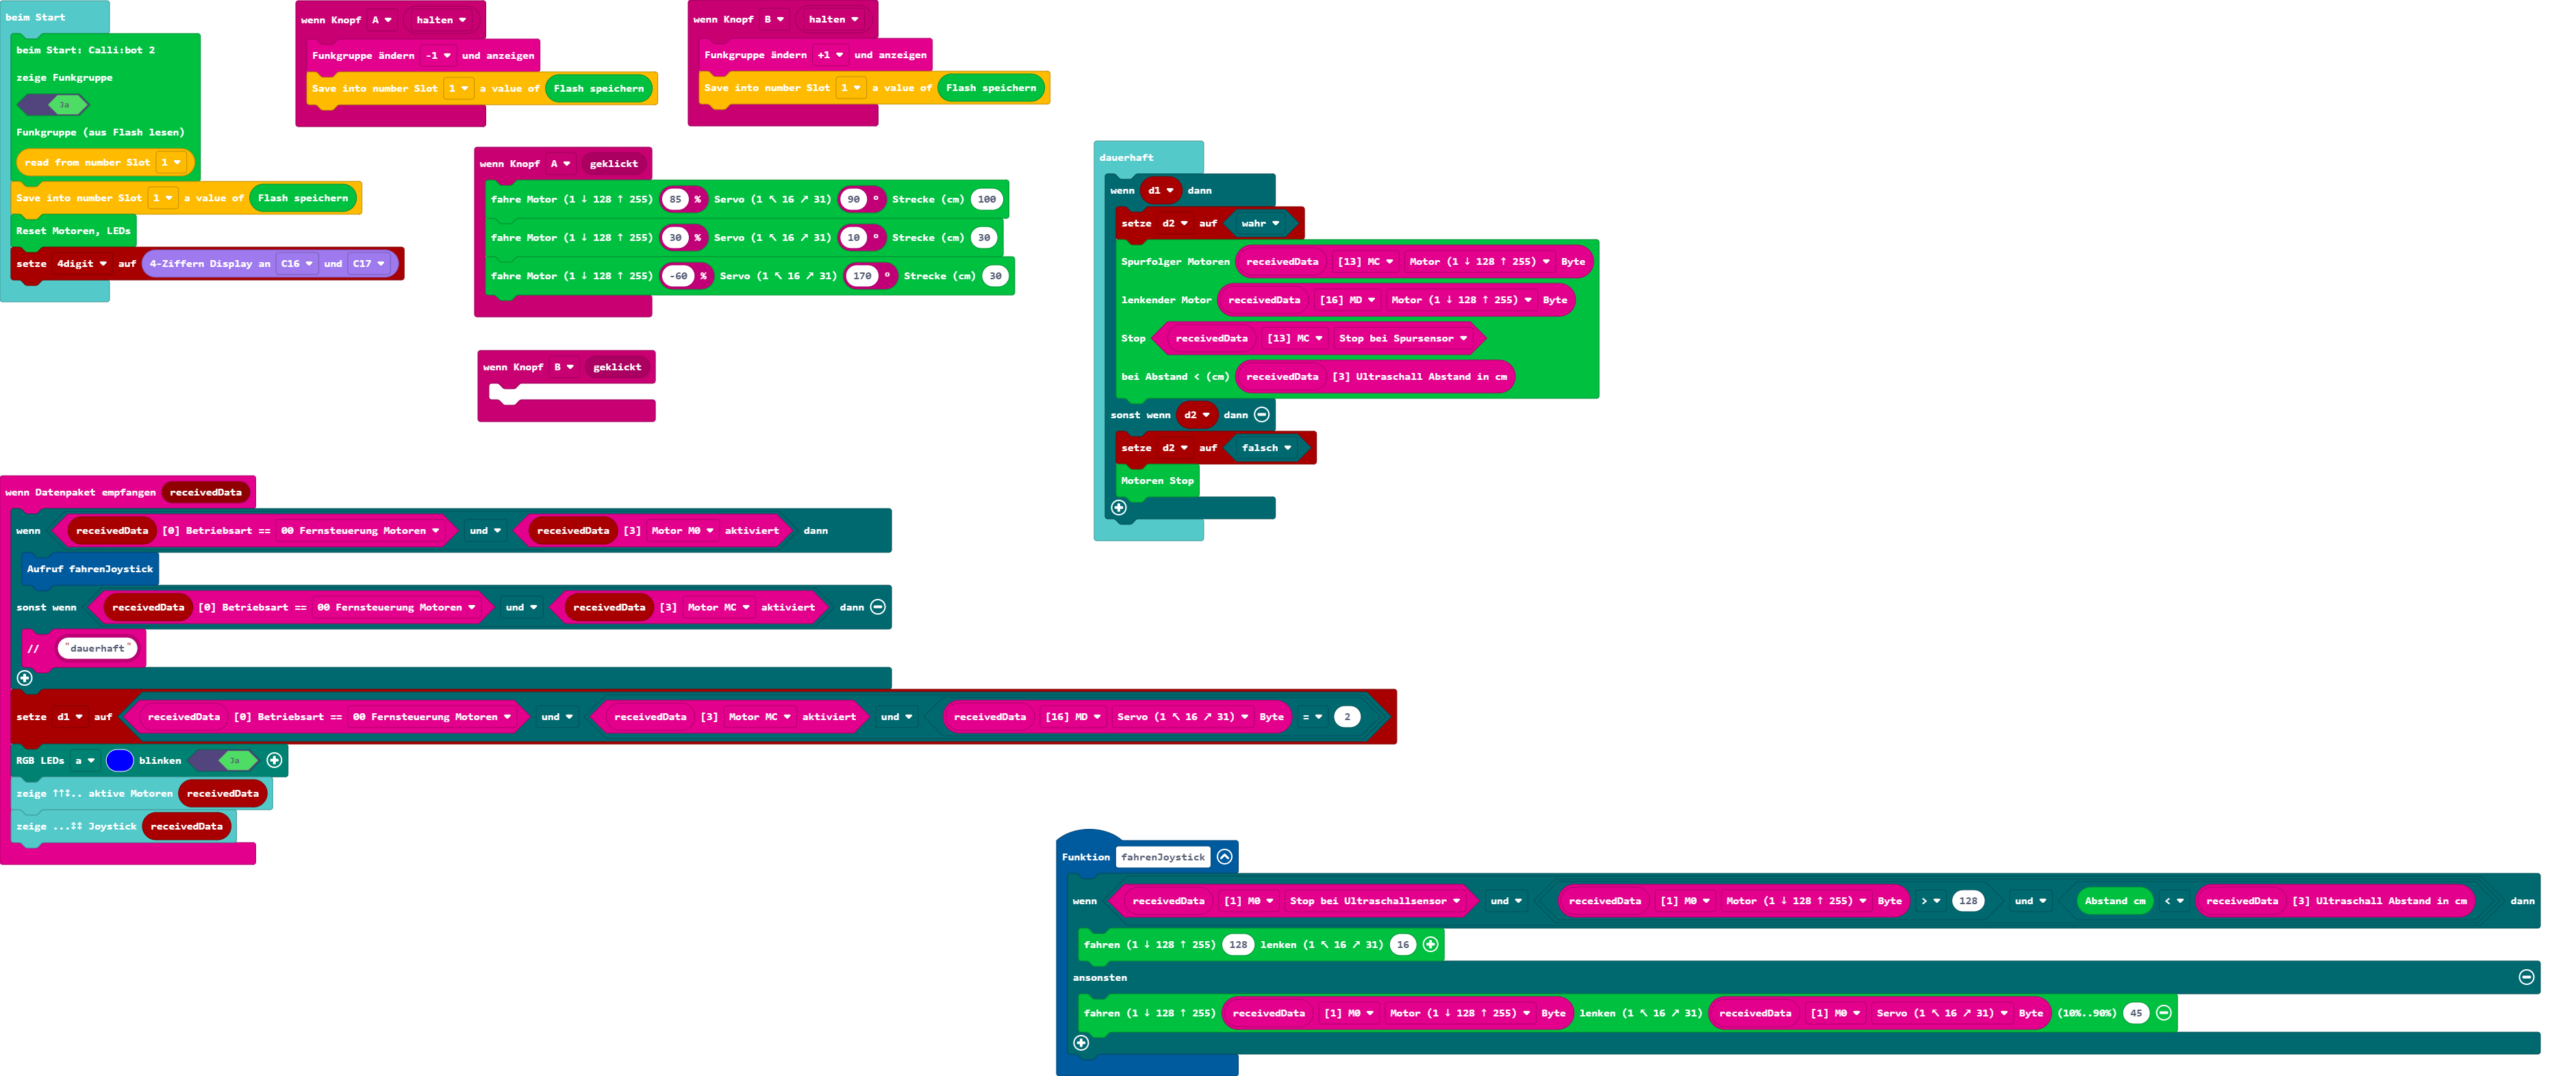 beim Start
beim Start: Calli:bot 2
zeige Funkgruppe
Ja
Funkgruppe (aus Flash lesen)
read from number Slot 1
Save into number Slot 1 a value of Flash speichern
Reset Motoren, LEDs
setze 4digit auf 4-Ziffern Display an C16 und C17
wenn Knopf A halten
Funkgruppe ändern -1 und anzeigen
Save into number Slot 1 a value of Flash speichern
wenn Knopf B halten
Funkgruppe ändern +1 und anzeigen
Save into number Slot 1 a value of Flash speichern
wenn Knopf A geklickt
fahre Motor (1 ↓ 128 ↑ 255) 85 % Servo (1 ↖ 16 ↗ 31) 90 ° Strecke (cm) 100
fahre Motor (1 ↓ 128 ↑ 255) 30 % Servo (1 ↖ 16 ↗ 31) 10 ° Strecke (cm) 30
fahre Motor (1 ↓ 128 ↑ 255) -60 % Servo (1 ↖ 16 ↗ 31) 170 ° Strecke (cm) 30
wenn Knopf B geklickt
dauerhaft
wenn d1 dann
setze d2 auf wahr
Spurfolger Motoren receivedData [13] MC Motor (1 ↓ 128 ↑ 255) Byte
lenkender Motor receivedData [16] MD Motor (1 ↓ 128 ↑ 255) Byte
Stop receivedData [13] MC Stop bei Spursensor
bei Abstand < (cm) receivedData [3] Ultraschall Abstand in cm
sonst wenn d2 dann
setze d2 auf falsch
Motoren Stop
wenn Datenpaket empfangen receivedData
wenn receivedData [0] Betriebsart == 00 Fernsteuerung Motoren und receivedData [3] Motor M0 aktiviert dann
Aufruf fahrenJoystick
sonst wenn receivedData [0] Betriebsart == 00 Fernsteuerung Motoren und receivedData [3] Motor MC aktiviert dann
// "dauerhaft"
setze d1 auf receivedData [0] Betriebsart == 00 Fernsteuerung Motoren und receivedData [3] Motor MC aktiviert und receivedData [16] MD Servo (1 ↖ 16 ↗ 31) Byte = 2
RGB LEDs a blinken Ja
zeige ↑↑↕.. aktive Motoren receivedData
zeige ...↕↕ Joystick receivedData
Funktion fahrenJoystick
wenn receivedData [1] M0 Stop bei Ultraschallsensor und receivedData [1] M0 Motor (1 ↓ 128 ↑ 255) Byte > 128 und Abstand cm < receivedData [3] Ultraschall Abstand in cm dann
fahren (1 ↓ 128 ↑ 255) 128 lenken (1 ↖ 16 ↗ 31) 16
ansonsten
fahren (1 ↓ 128 ↑ 255) receivedData [1] M0 Motor (1 ↓ 128 ↑ 255) Byte lenken (1 ↖ 16 ↗ 31) receivedData [1] M0 Servo (1 ↖ 16 ↗ 31) Byte (10%..90%) 45